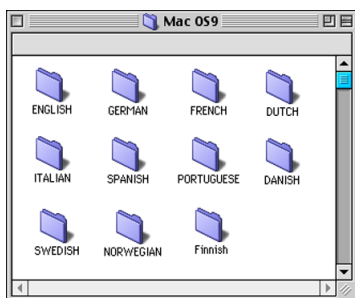 Mac OS9
ENGLISH GERMAN FRENCH DUTCH
ITALIAN SPANISH PORTUGUESE DANISH
SWEDISH NORWEGIAN Finnish